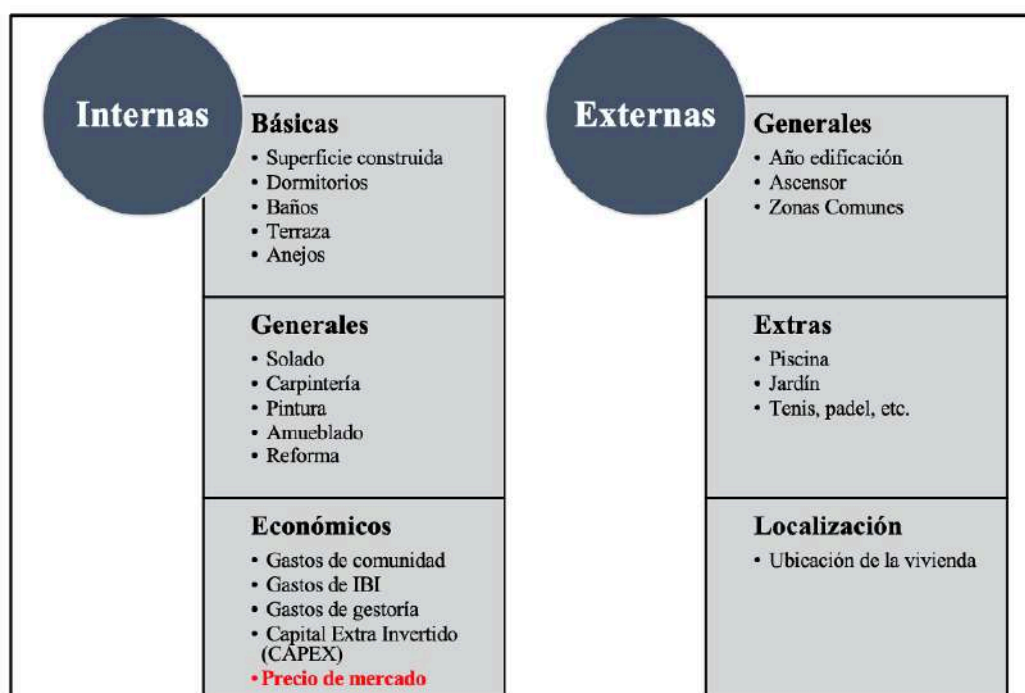 Internas
Básicas
• Superficie construida
• Dormitorios
• Baños
• Terraza
• Anejos
Generales
• Solado
• Carpintería
• Pintura
• Amueblado
• Reforma
Económicos
• Gastos de comunidad
• Gastos de IBI
• Gastos de gestoría
• Capital Extra Invertido
(CAPEX)
• Precio de mercado
Externas
Generales
• Año edificación
• Ascensor
• Zonas Comunes
Extras
• Piscina
• Jardín
• Tenis, padel, etc.
Localización
• Ubicación de la vivienda